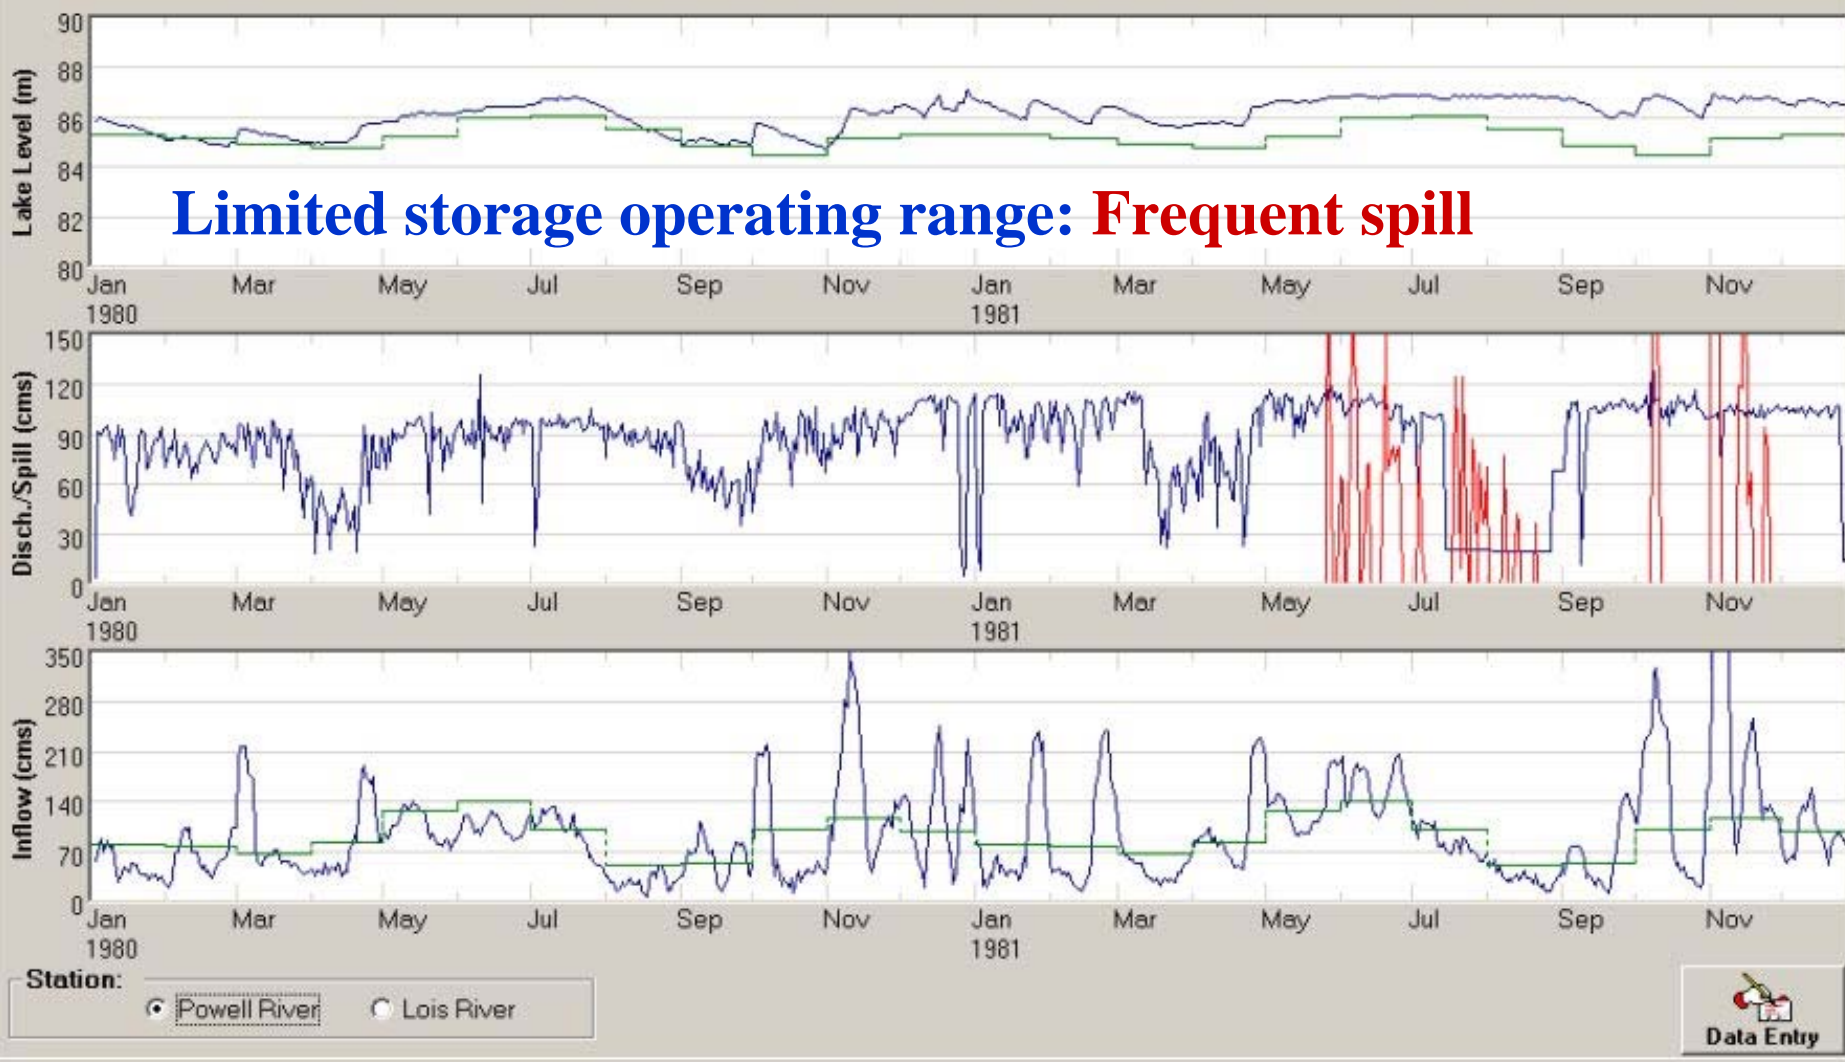 Lake Level (m)
90
88
86
84
82
80
Limited storage operating range: Frequent spill
Jan Mar May Jul Sep Nov Jan Mar May Jul Sep Nov
1980 1981
Disch./Spill (cms)
150
120
90
60
30
0
Jan Mar May Jul Sep Nov Jan Mar May Jul Sep Nov
1980 1981
Inflow (cms)
350
280
210
140
70
0
Jan Mar May Jul Sep Nov Jan Mar May Jul Sep Nov
1980 1981
Station:
Powell River Lois River
Data Entry